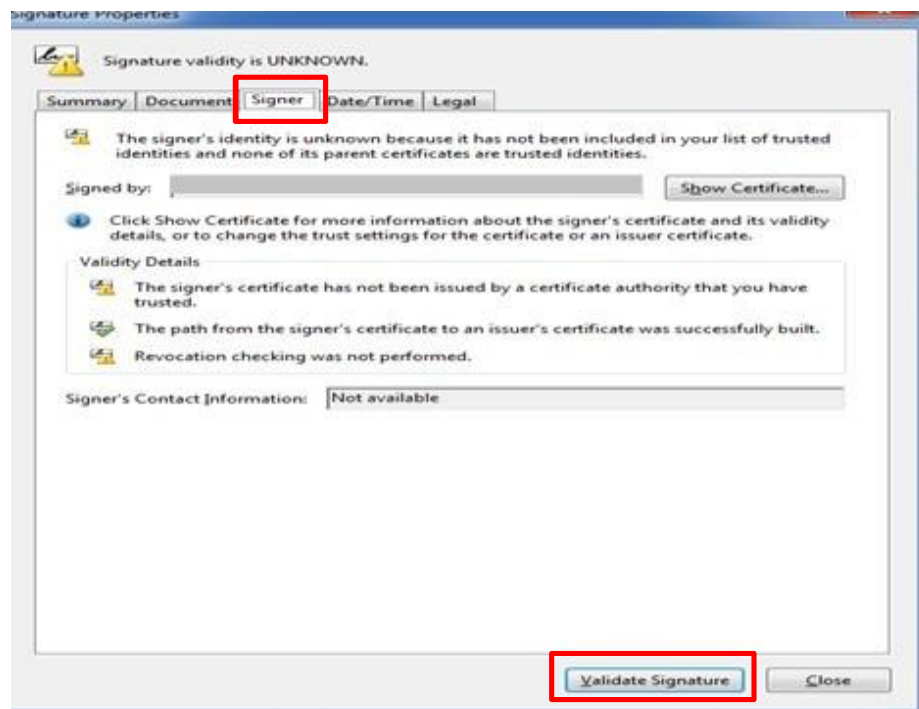 Signature Properties
Signature validity is UNKNOWN.
Summary Document Signer Date/Time Legal
The signer's identity is unknown because it has not been included in your list of trusted
identities and none of its parent certificates are trusted identities.
Signed by:
Show Certificate...
Click Show Certificate for more information about the signer's certificate and its validity
details, or to change the trust settings for the certificate or an issuer certificate.
Validity Details
The signer's certificate has not been issued by a certificate authority that you have
trusted.
The path from the signer's certificate to an issuer's certificate was successfully built.
Revocation checking was not performed.
Signer's Contact Information: Not available
Validate Signature Close